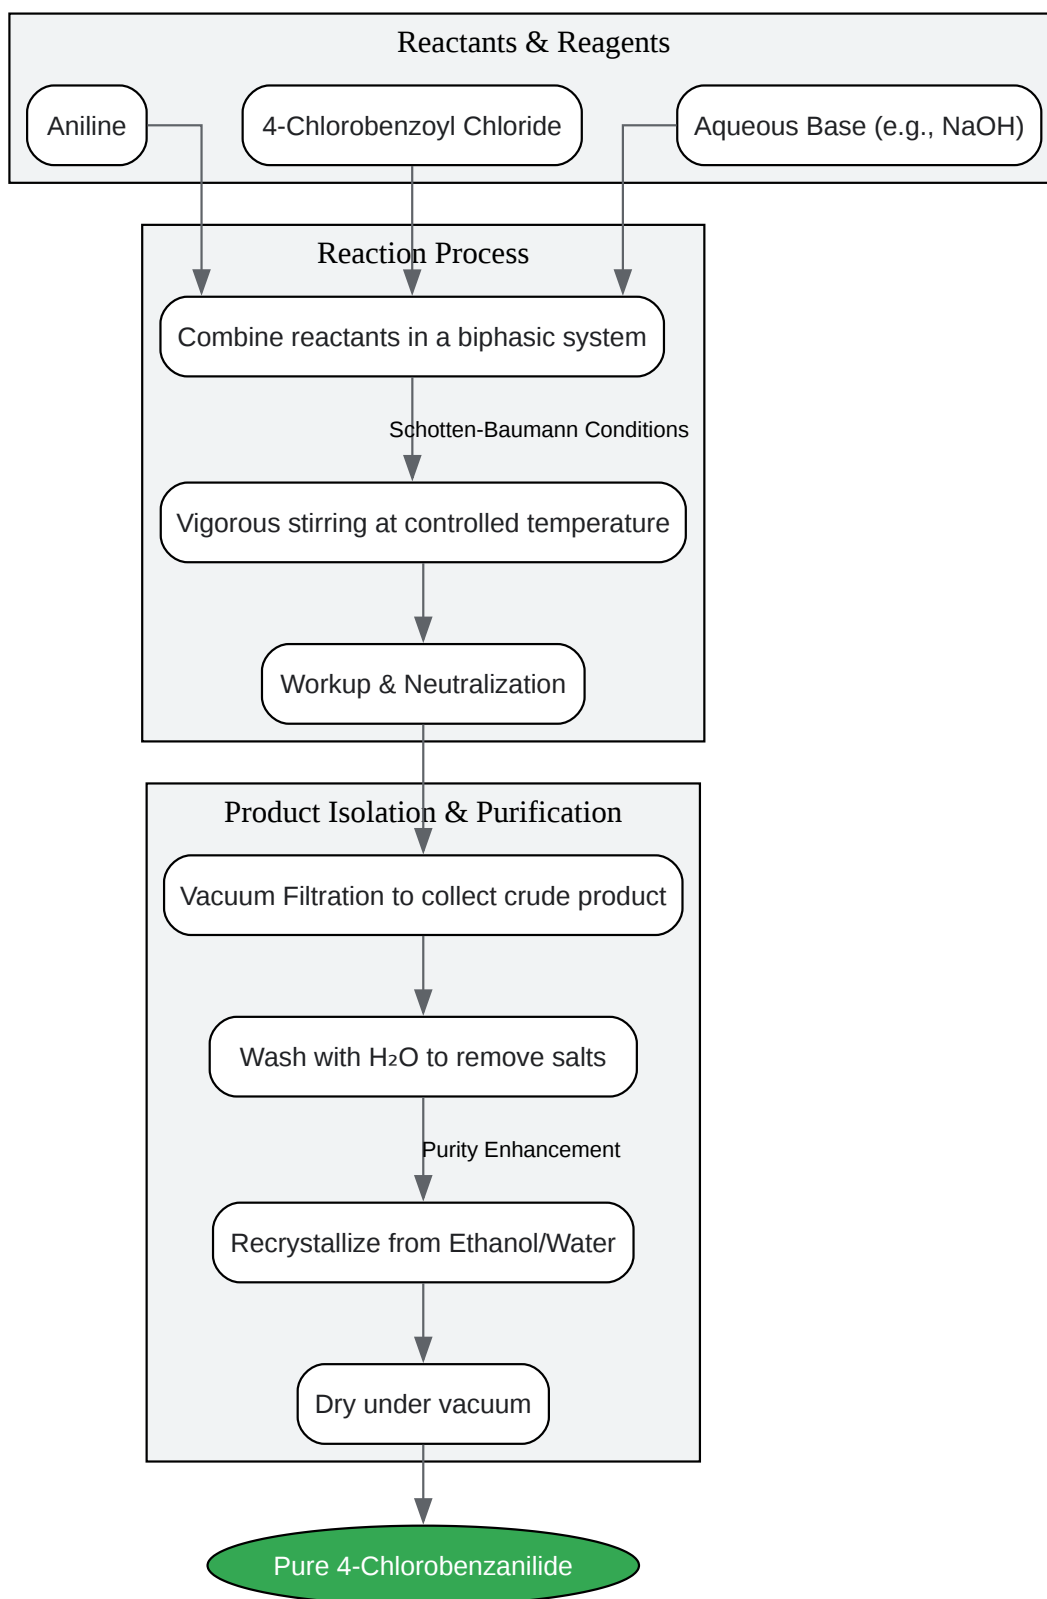 Reactants & Reagents
Aniline
4-Chlorobenzoyl Chloride
Aqueous Base (e.g., NaOH)
Reaction Process
Combine reactants in a biphasic system
Schotten-Baumann Conditions
Vigorous stirring at controlled temperature
Workup & Neutralization
Product Isolation & Purification
Vacuum Filtration to collect crude product
Wash with H₂O to remove salts
Purity Enhancement
Recrystallize from Ethanol/Water
Dry under vacuum
Pure 4-Chlorobenzanilide